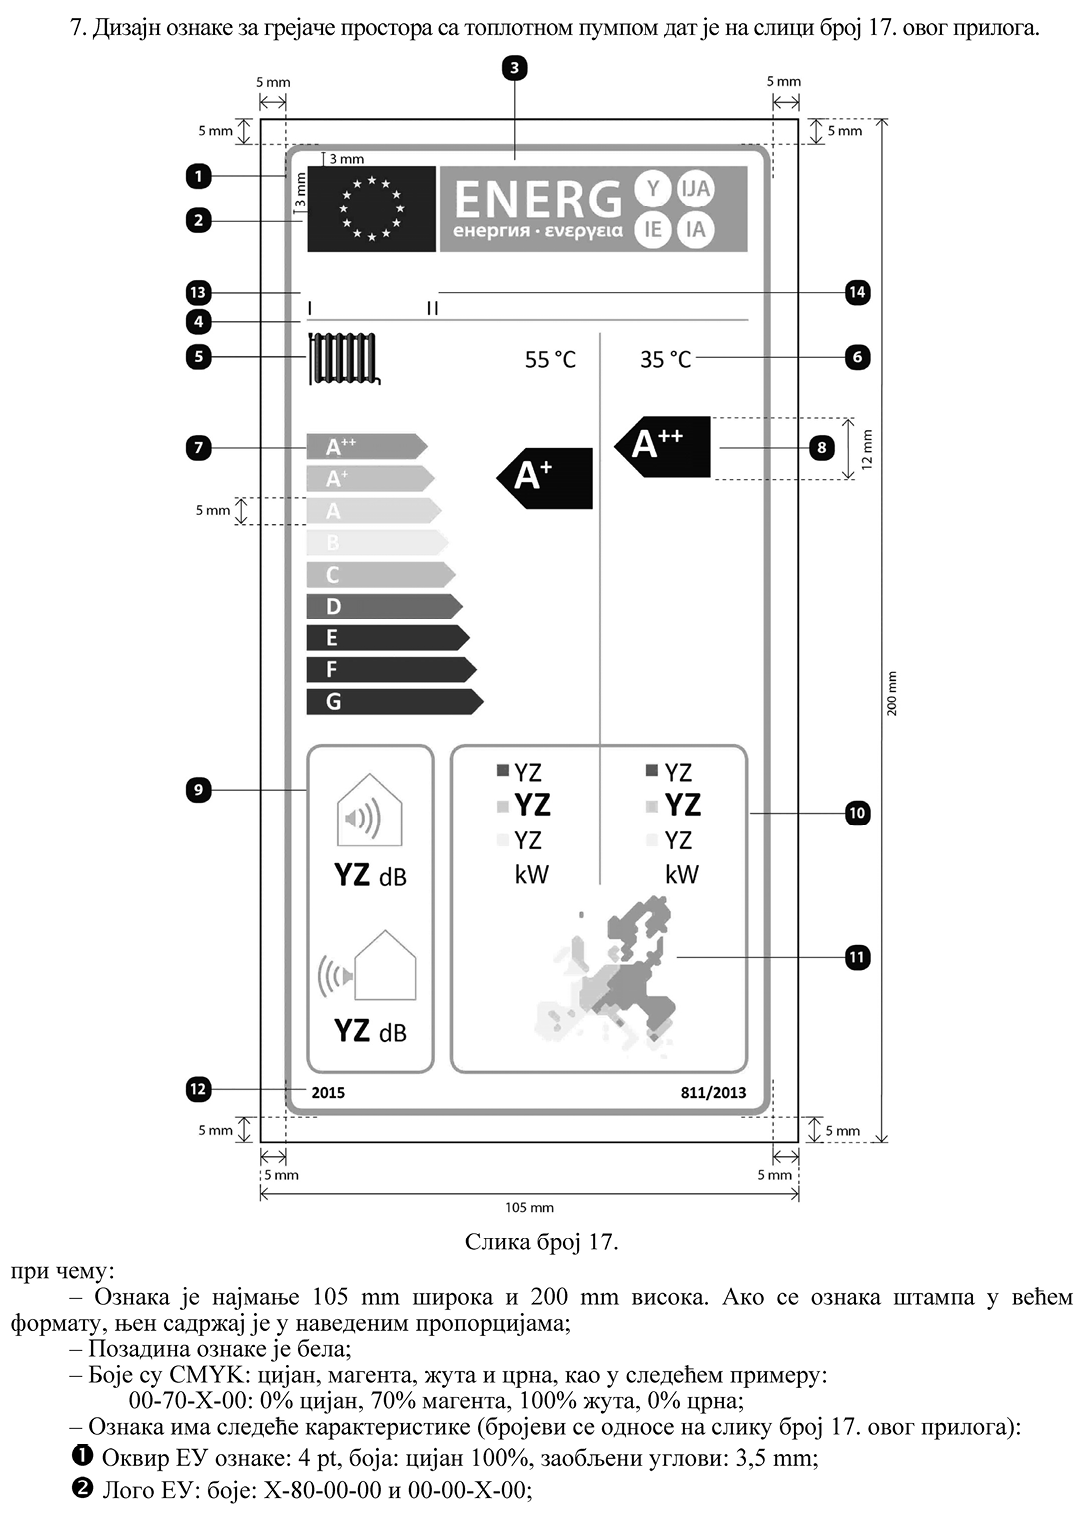 7. Дизајн ознаке за грејаче простора са топлотном пумпом дат је на слици број 17. овог прилога.
3
5 mm
5 mm
5 mm
5 mm
3 mm
1
3 mm
ENERG
Y IJA
2
енергия · ενεργεια
IE IA
13
14
I
II
4
5
55 °C
35 °C
6
7
A++
A+
A++
8
12 mm
A+
5 mm
A
B
C
D
E
F
G
200 mm
9
YZ
YZ
YZ
YZ
10
YZ
YZ
YZ dB
kW
kW
11
YZ dB
12
2015
811/2013
5 mm
5 mm
5 mm
5 mm
105 mm
Слика број 17.
при чему:
– Ознака је најмање 105 mm широка и 200 mm висока. Ако се ознака штампа у већем
формату, њен садржај је у наведеним пропорцијама;
– Позадина ознаке је бела;
– Боје су CMYK: цијан, магента, жута и црна, као у следећем примеру:
00-70-X-00: 0% цијан, 70% магента, 100% жута, 0% црна;
– Ознака има следеће карактеристике (бројеви се односе на слику број 17. овог прилога):
❶ Оквир ЕУ ознаке: 4 pt, боја: цијан 100%, заобљени углови: 3,5 mm;
❷ Лого ЕУ: боје: X-80-00-00 и 00-00-X-00;